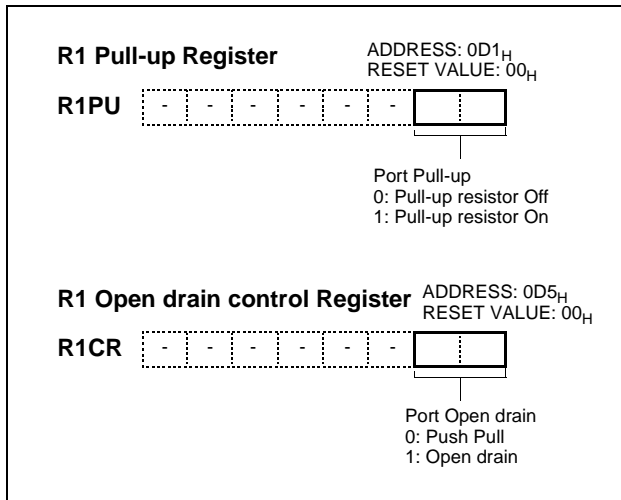 R1 Pull-up Register
ADDRESS: 0D1H
RESET VALUE: 00H
R1PU - - - - - -
Port Pull-up
0: Pull-up resistor Off
1: Pull-up resistor On
R1 Open drain control Register
ADDRESS: 0D5H
RESET VALUE: 00H
R1CR - - - - - -
Port Open drain
0: Push Pull
1: Open drain